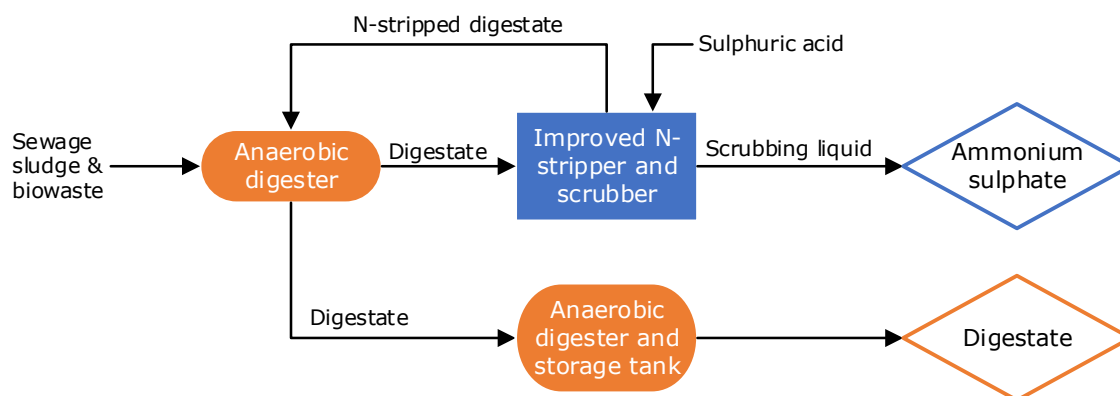 N-stripped digestate
Sulphuric acid
Sewage
sludge &
biowaste
Anaerobic
digester
Digestate
Improved N-
stripper and
scrubber
Scrubbing liquid
Ammonium
sulphate
Digestate
Anaerobic
digester and
storage tank
Digestate